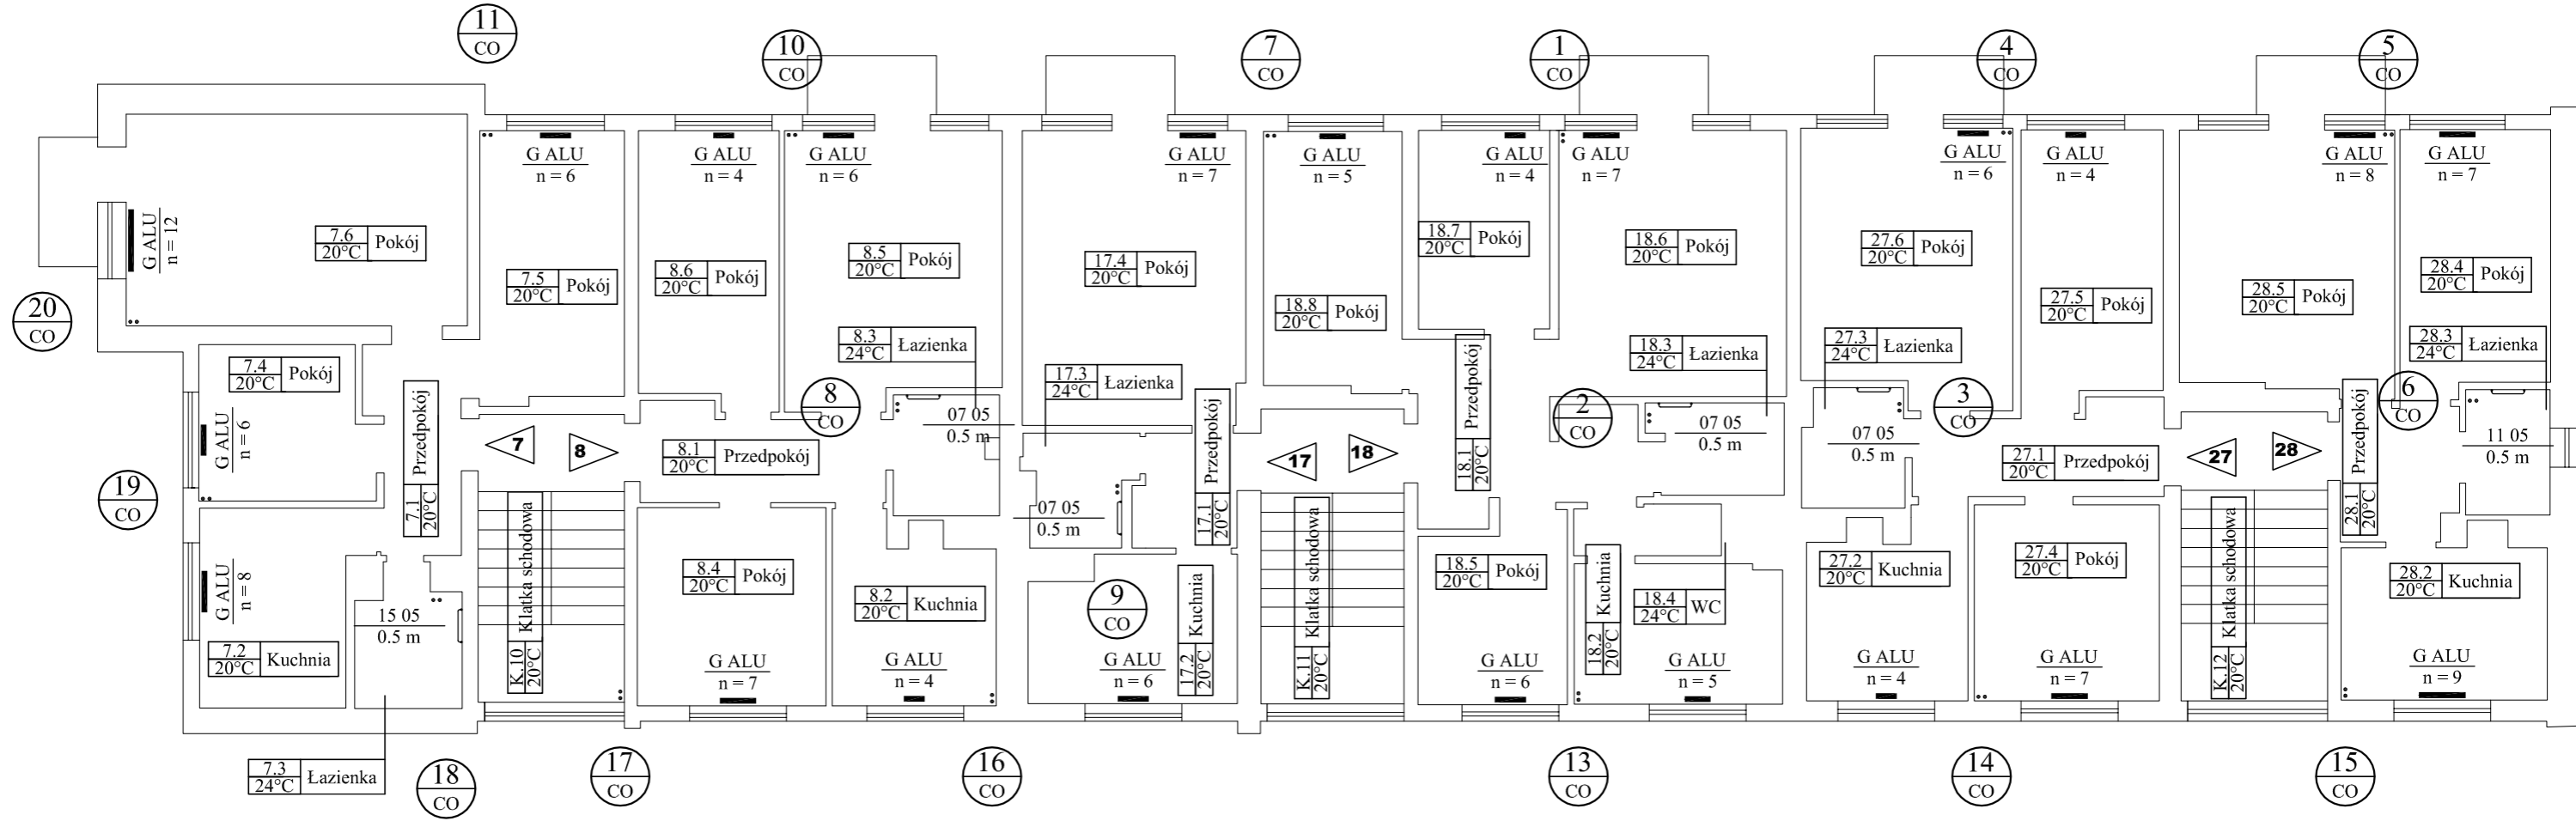 11
CO
10
CO
7
CO
1
CO
4
CO
5
CO
G ALU
n = 6
G ALU
n = 4
G ALU
n = 6
G ALU
n = 7
G ALU
n = 5
G ALU
n = 4
G ALU
n = 7
G ALU
n = 6
G ALU
n = 4
G ALU
n = 8
G ALU
n = 7
G ALU
n = 12
7.6
20°C
Pokój
7.5
20°C
Pokój
8.6
20°C
Pokój
8.5
20°C
Pokój
17.4
20°C
Pokój
18.8
20°C
Pokój
18.7
20°C
Pokój
18.6
20°C
Pokój
27.6
20°C
Pokój
27.5
20°C
Pokój
28.5
20°C
Pokój
28.4
20°C
Pokój
20
CO
8.3
24°C
Łazienka
17.3
24°C
Łazienka
18.3
24°C
Łazienka
27.3
24°C
Łazienka
28.3
24°C
Łazienka
7.4
20°C
Pokój
G ALU
n = 6
7.1
20°C
Przedpokój
7
8
8.1
20°C
Przedpokój
8
CO
07 05
0.5 m
07 05
0.5 m
17.1
20°C
Przedpokój
17
18
18.1
20°C
Przedpokój
2
CO
07 05
0.5 m
07 05
0.5 m
3
CO
27.1
20°C
Przedpokój
27
28
28.1
20°C
Przedpokój
6
CO
11 05
0.5 m
19
CO
G ALU
n = 8
7.2
20°C
Kuchnia
15 05
0.5 m
K.10
20°C
Klatka schodowa
8.4
20°C
Pokój
8.2
20°C
Kuchnia
9
CO
17.2
20°C
Kuchnia
K.11
20°C
Klatka schodowa
18.5
20°C
Pokój
18.2
20°C
Kuchnia
18.4
24°C
WC
27.2
20°C
Kuchnia
27.4
20°C
Pokój
K.12
20°C
Klatka schodowa
28.2
20°C
Kuchnia
G ALU
n = 7
G ALU
n = 4
G ALU
n = 6
G ALU
n = 6
G ALU
n = 5
G ALU
n = 4
G ALU
n = 7
G ALU
n = 9
7.3
24°C
Łazienka
18
CO
17
CO
16
CO
13
CO
14
CO
15
CO